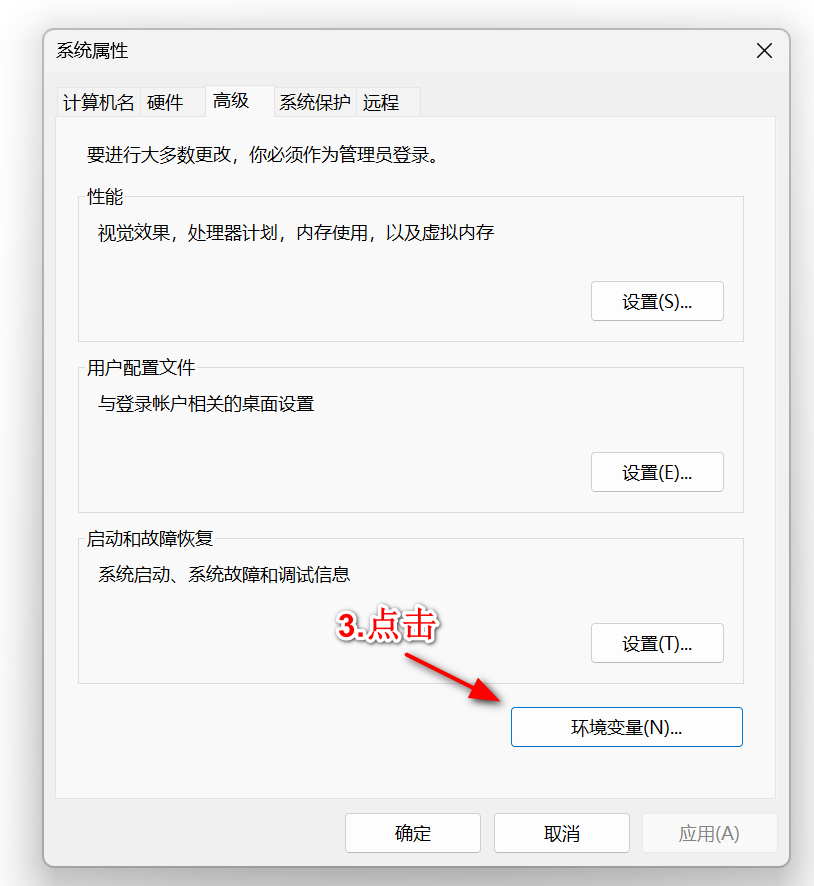 系统属性
计算机名 硬件 高级 系统保护 远程
要进行大多数更改，你必须作为管理员登录。
性能
视觉效果，处理器计划，内存使用，以及虚拟内存
设置(S)...
用户配置文件
与登录帐户相关的桌面设置
设置(E)...
启动和故障恢复
系统启动、系统故障和调试信息
3.点击
设置(T)...
环境变量(N)...
确定 取消 应用(A)